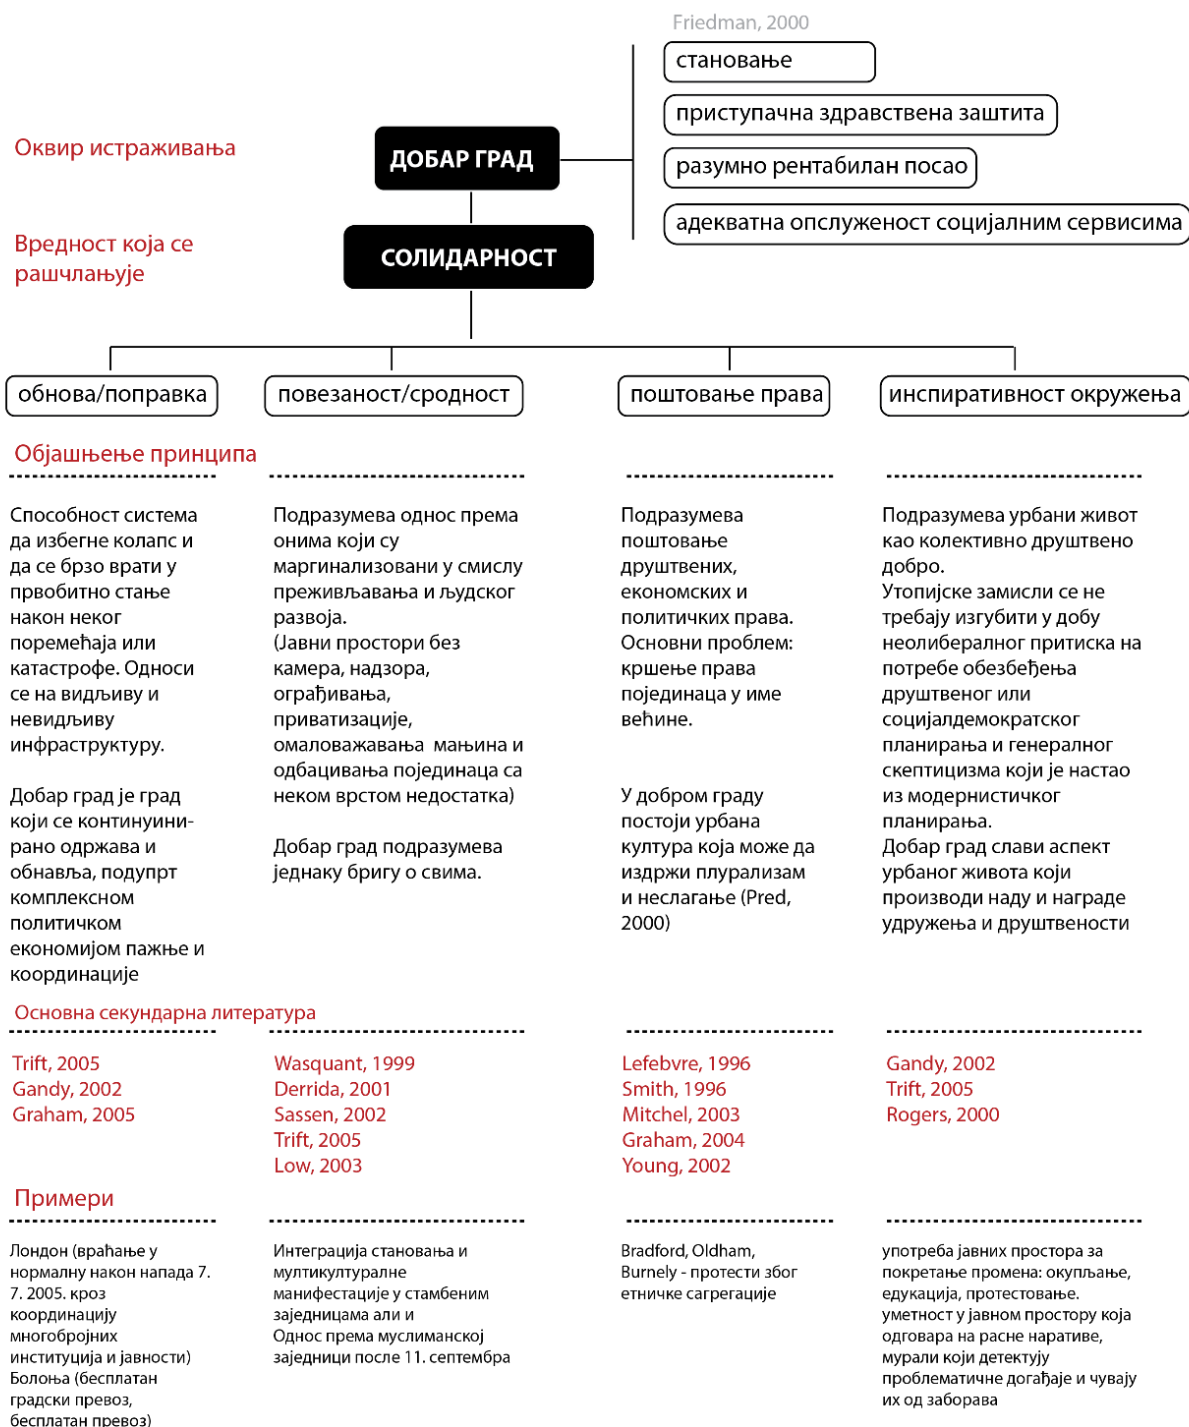 Friedman, 2000
становање
приступачна здравствена заштита
разумно рентабилан посао
адекватна опслуженост социјалним сервисима
Оквир истраживања
ДОБАР ГРАД
Вредност која се
рашчлањује
СОЛИДАРНОСТ
обнова/поправка
повезаност/сродност
поштовање права
инспиративност окружења
Објашњење принципа
Способност система
да избегне колапс и
да се брзо врати у
првобитно стање
након неког
поремећаја или
катастрофе. Односи
се на видљиву и
невидљиву
инфраструктуру.
Добар град је град
који се континуини-
рано одржава и
обнавља, подупрт
комплексном
политичком
економијом пажње и
координације
Подразумева однос према
онима који су
маргинализовани у смислу
преживљавања и људског
развоја.
(Јавни простори без
камера, надзора,
ограђивања,
приватизације,
омаловажавања мањина и
одбацивања појединаца са
неком врстом недостатка)
Добар град подразумева
једнаку бригу о свима.
Подразумева
поштовање
друштвених,
економских и
политичких права.
Основни проблем:
кршење права
појединаца у име
већине.
У добром граду
постоји урбана
култура која може да
издржи плурализам
и неслагање (Pred,
2000)
Подразумева урбани живот
као колективно друштвено
добро.
Утопијске замисли се не
требају изгубити у добу
неолибералног притиска на
потребе обезбеђења
друштвеног или
социјалдемократског
планирања и генералног
скептицизма који је настао
из модернистичког
планирања.
Добар град слави аспект
урбаног живота који
производи наду и награде
удружења и друштвености
Основна секундарна литература
Trift, 2005
Gandy, 2002
Graham, 2005
Wasquant, 1999
Derrida, 2001
Sassen, 2002
Trift, 2005
Low, 2003
Lefebvre, 1996
Smith, 1996
Mitchel, 2003
Graham, 2004
Young, 2002
Gandy, 2002
Trift, 2005
Rogers, 2000
Примери
Лондон (враћање у
нормалну након напада 7.
7. 2005. кроз
координацију
многобројних
институција и јавности)
Болоња (бесплатан
градски превоз,
бесплатан превоз)
Интеграција становања и
мултикултуралне
манифестације у стамбеним
заједницама али и
Однос према муслиманској
заједници после 11. септембра
Bradford, Oldham,
Burnely - протести због
етничке сагрегације
употреба јавних простора за
покретање промена: окупљање,
едукација, протестовање.
уметност у јавном простору која
одговара на расне наративе,
мурали који детектују
проблематичне догађаје и чувају
их од заборава